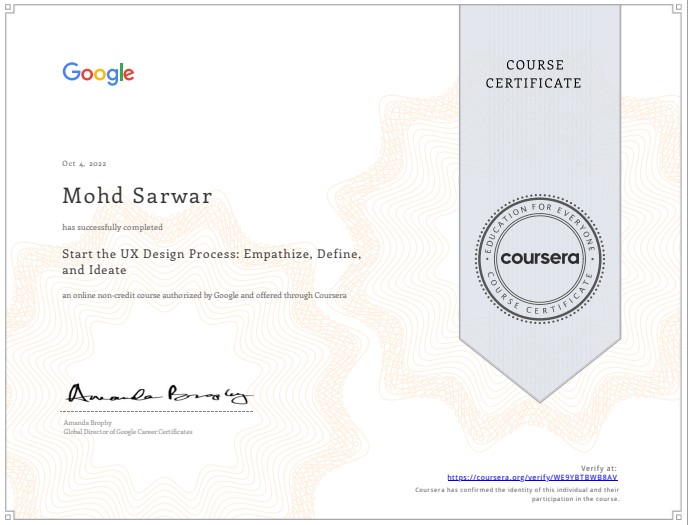 Google
COURSE
CERTIFICATE
Oct 4, 2022
Mohd Sarwar
has successfully completed
Start the UX Design Process: Empathize, Define,
and Ideate
an online non-credit course authorized by Google and offered through Coursera
EDUCATION FOR EVERYONE
coursera
COURSE CERTIFICATE
Amanda Brophy
Amanda Brophy
Global Director of Google Career Certificates
Verify at:
https://coursera.org/verify/WE9YBTBWB8AV
Coursera has confirmed the identity of this individual and their
participation in the course.